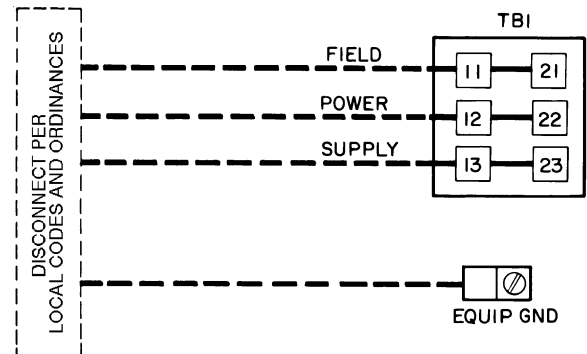 TB1
FIELD
11 21
POWER
12 22
SUPPLY
13 23
DISCONNECT PER
LOCAL CODES AND ORDINANCES
EQUIP GND